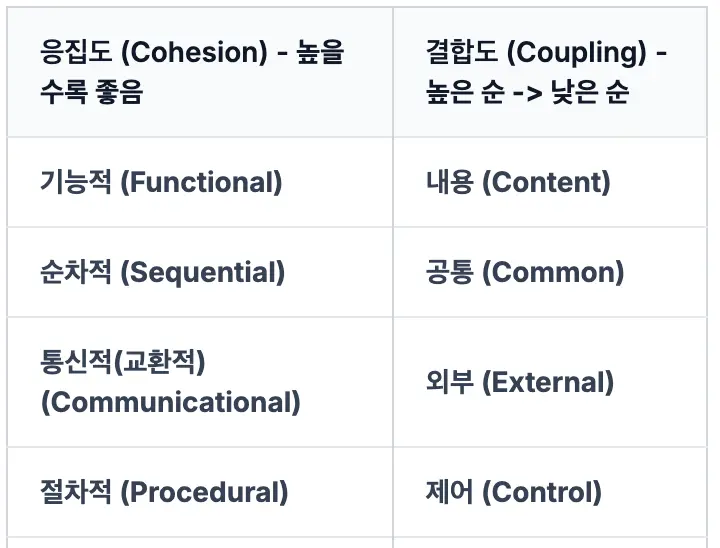 응집도 (Cohesion) - 높을
수록 좋음
결합도 (Coupling) -
높은 순 -> 낮은 순
기능적 (Functional)
내용 (Content)
순차적 (Sequential)
공통 (Common)
통신적(교환적)
(Communicational)
외부 (External)
절차적 (Procedural)
제어 (Control)